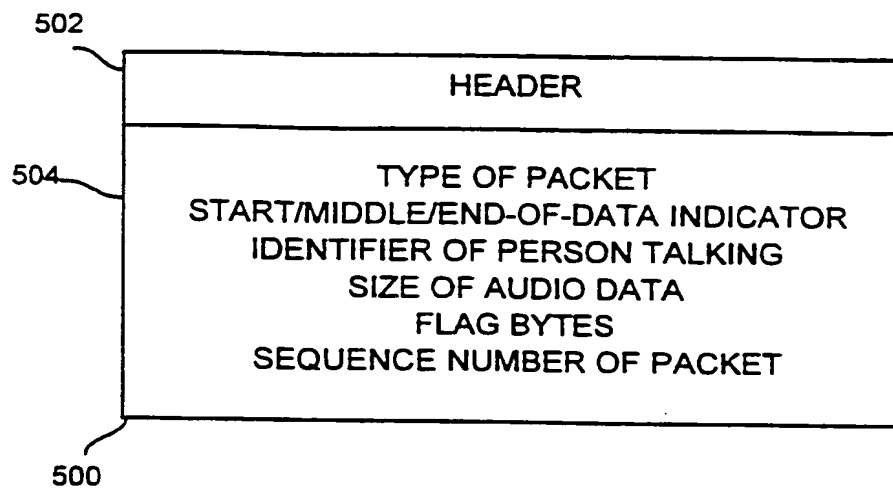 502
HEADER
504
TYPE OF PACKET
START/MIDDLE/END-OF-DATA INDICATOR
IDENTIFIER OF PERSON TALKING
SIZE OF AUDIO DATA
FLAG BYTES
SEQUENCE NUMBER OF PACKET
500